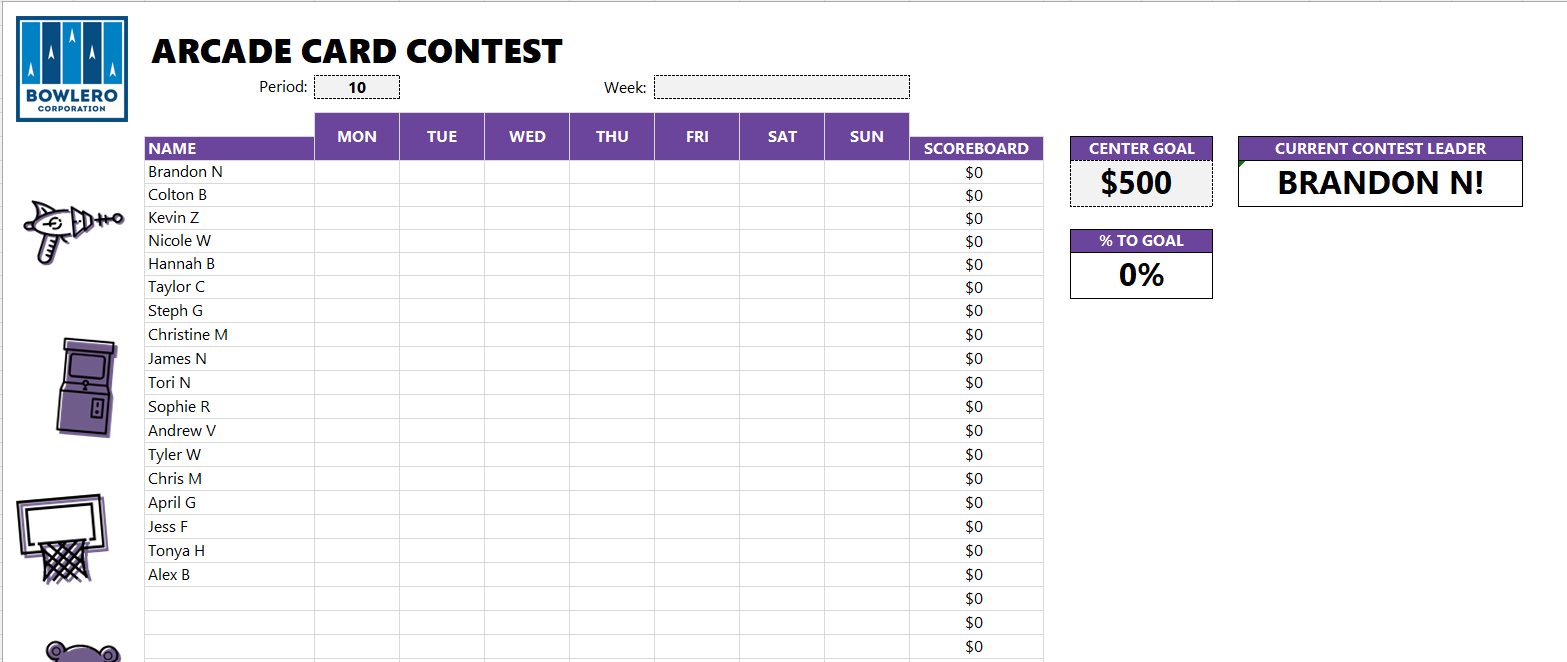 BOWLERO
CORPORATION
ARCADE CARD CONTEST
Period: 10 Week:
NAME MON TUE WED THU FRI SAT SUN SCOREBOARD
Brandon N $0
Colton B $0
Kevin Z $0
Nicole W $0
Hannah B $0
Taylor C $0
Steph G $0
Christine M $0
James N $0
Tori N $0
Sophie R $0
Andrew V $0
Tyler W $0
Chris M $0
April G $0
Jess F $0
Tonya H $0
Alex B $0
$0
$0
$0
CENTER GOAL
$500
% TO GOAL
0%
CURRENT CONTEST LEADER
BRANDON N!